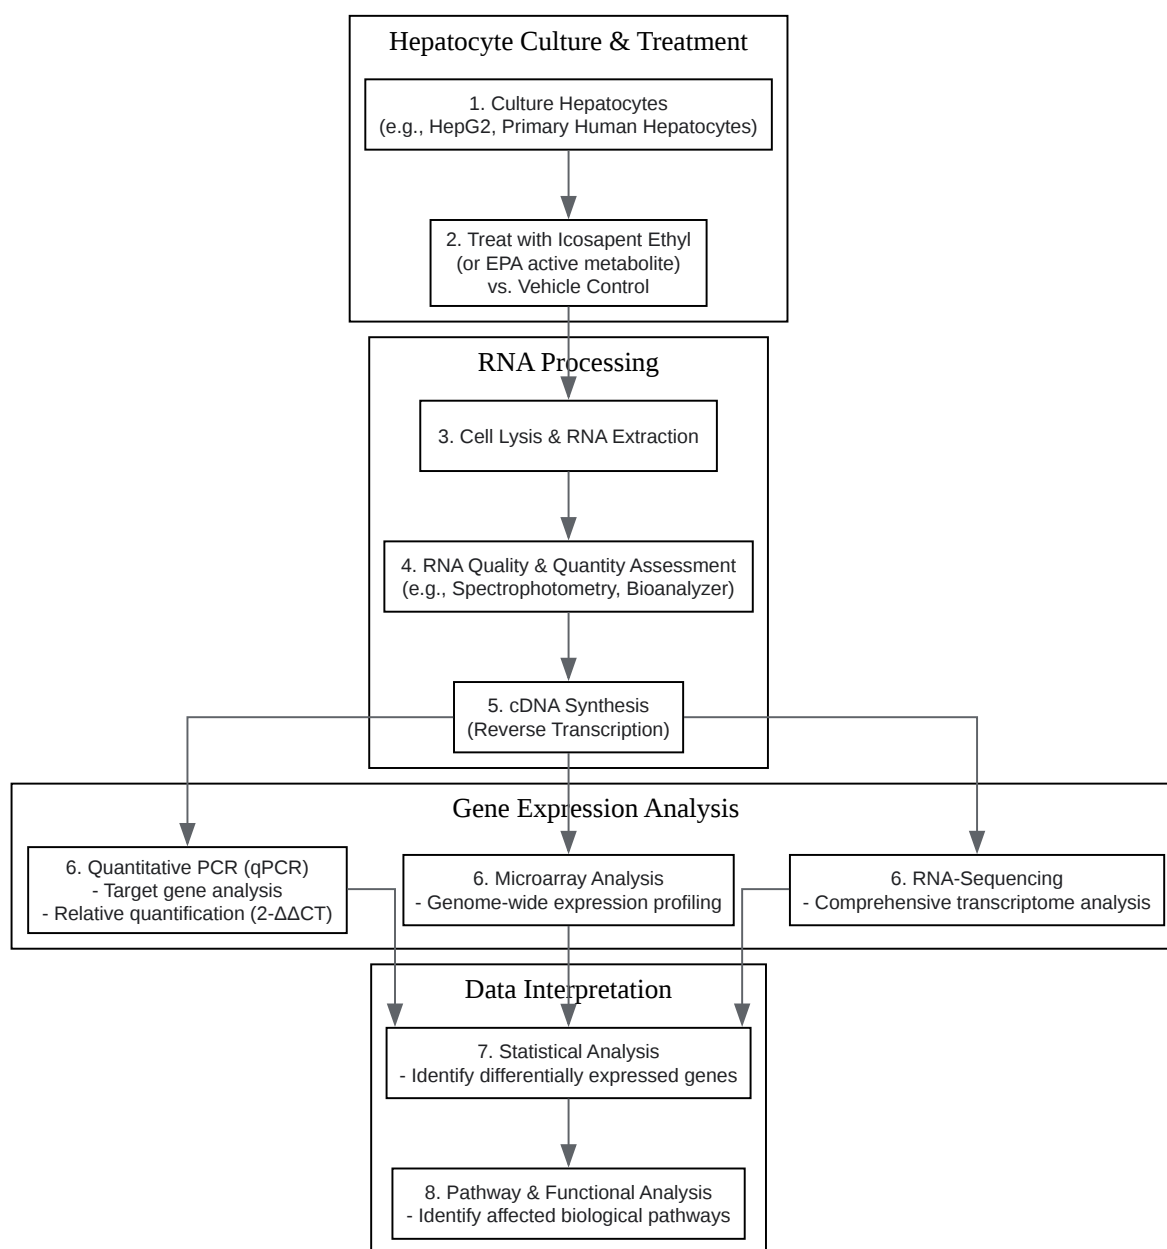 Hepatocyte Culture & Treatment
1. Culture Hepatocytes
(e.g., HepG2, Primary Human Hepatocytes)
2. Treat with Icosapent Ethyl
(or EPA active metabolite)
vs. Vehicle Control
RNA Processing
3. Cell Lysis & RNA Extraction
4. RNA Quality & Quantity Assessment
(e.g., Spectrophotometry, Bioanalyzer)
5. cDNA Synthesis
(Reverse Transcription)
Gene Expression Analysis
6. Quantitative PCR (qPCR)
- Target gene analysis
- Relative quantification (2-ΔΔCT)
6. Microarray Analysis
- Genome-wide expression profiling
6. RNA-Sequencing
- Comprehensive transcriptome analysis
Data Interpretation
7. Statistical Analysis
- Identify differentially expressed genes
8. Pathway & Functional Analysis
- Identify affected biological pathways